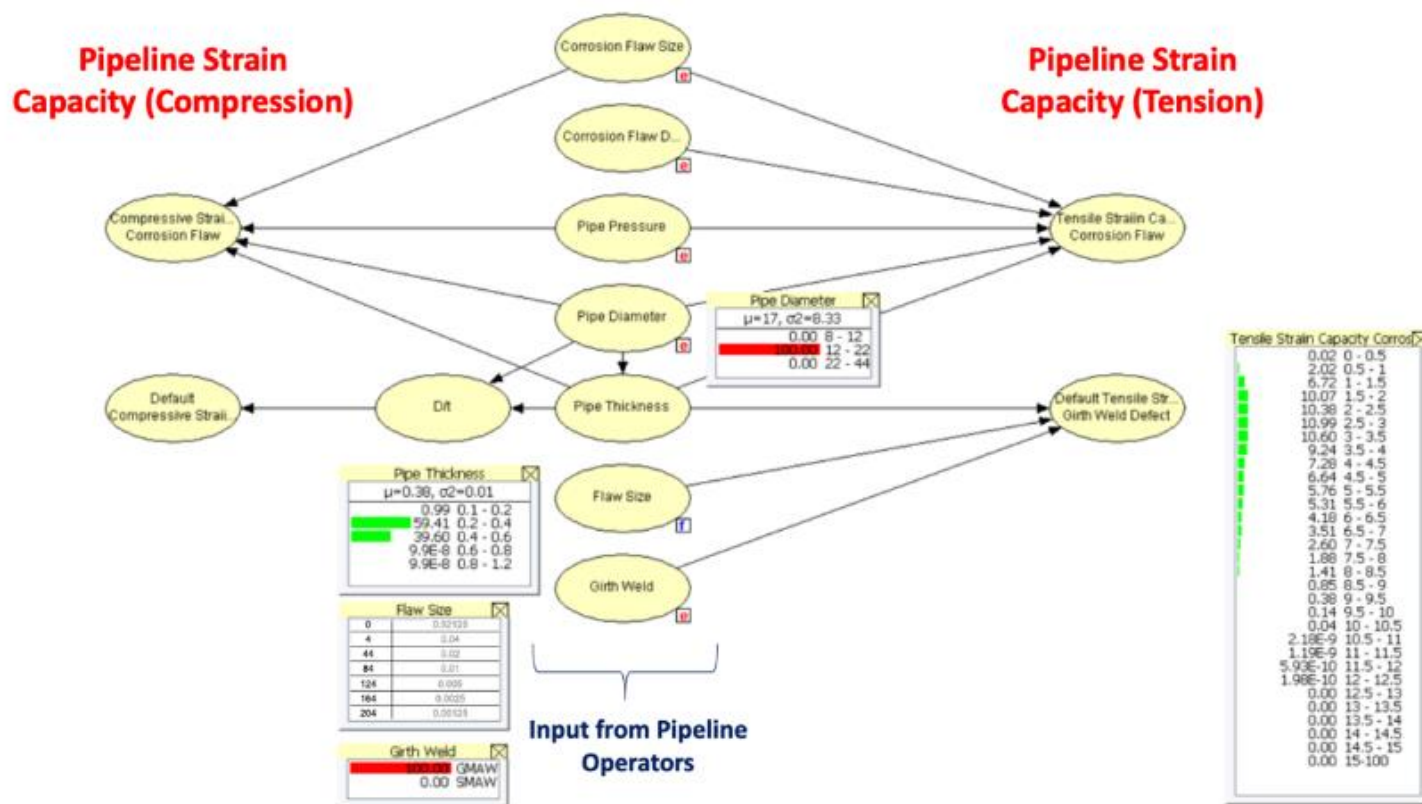 Pipeline Strain
Capacity (Compression)
Pipeline Strain
Capacity (Tension)
Corrosion Flaw Size
e
Corrosion Flaw D...
e
Compressive Strai...
Corrosion Flaw
Pipe Pressure
e
Tensile Straiin Ca...
Corrosion Flaw
Pipe Diameter
e
Pipe Diameter
μ=17, σ2=8.33
0.00 8 - 12
100.00 12 - 22
0.00 22 - 44
Default
Compressive Straii...
D/t
Pipe Thickness
Default Tensile Str...
Girth Weld Defect
Pipe Thickness
μ=0.38, σ2=0.01
0.99 0.1 - 0.2
59.41 0.2 - 0.4
39.60 0.4 - 0.6
9.9E-8 0.6 - 0.8
9.9E-8 0.8 - 1.2
Flaw Size
f
Girth Weld
e
Flaw Size
0
4 0.04
44 0.02
84 0.01
124 0.005
164 0.0025
204 0.00125
Girth Weld
100.00 GMAW
0.00 SMAW
Input from Pipeline
Operators
Tensile Straiin Capacity Corros
0.02 0 - 0.5
2.02 0.5 - 1
6.72 1 - 1.5
10.07 1.5 - 2
10.38 2 - 2.5
10.99 2.5 - 3
10.60 3 - 3.5
9.24 3.5 - 4
7.28 4 - 4.5
6.64 4.5 - 5
5.76 5 - 5.5
5.31 5.5 - 6
4.18 6 - 6.5
3.51 6.5 - 7
2.60 7 - 7.5
1.88 7.5 - 8
1.41 8 - 8.5
0.85 8.5 - 9
0.38 9 - 9.5
0.14 9.5 - 10
0.04 10 - 10.5
2.18E-9 10.5 - 11
1.19E-9 11 - 11.5
5.93E-10 11.5 - 12
1.98E-10 12 - 12.5
0.00 12.5 - 13
0.00 13 - 13.5
0.00 13.5 - 14
0.00 14 - 14.5
0.00 14.5 - 15
0.00 15-100